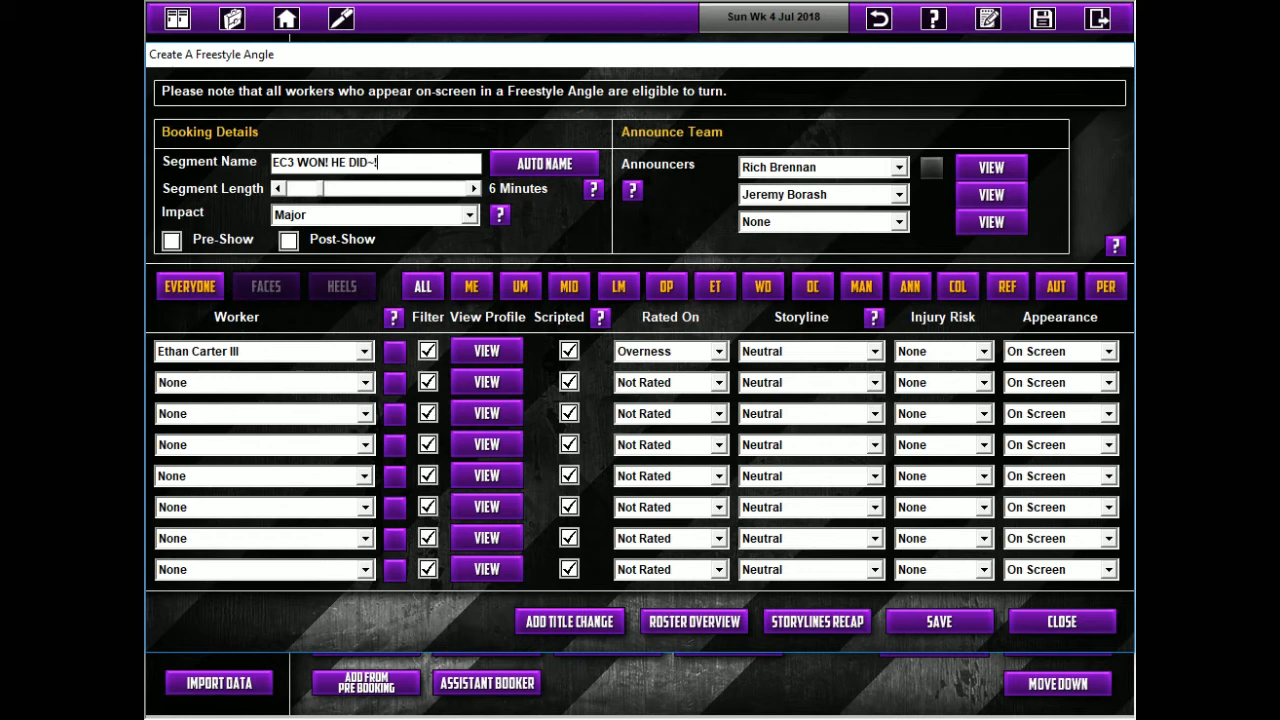 Sun Wk 4 Jul 2018
?
Create A Freestyle Angle
Please note that all workers who appear on-screen in a Freestyle Angle are eligible to turn.
Booking Details
Segment Name EC3 WON! HE DID~! AUTO NAME
Segment Length 6 Minutes ?
Impact Major ?
Pre-Show Post-Show
Announce Team
Announcers Rich Brennan VIEW
? Jeremy Borash VIEW
None VIEW
?
EVERYONE FACES HEELS ALL ME UM MID LM OP ET WO OC MAN ANN COL REF AUT PER
Worker ? Filter View Profile Scripted ? Rated On Storyline ? Injury Risk Appearance
Ethan Carter III VIEW Overness Neutral None On Screen
None VIEW Not Rated Neutral None On Screen
None VIEW Not Rated Neutral None On Screen
None VIEW Not Rated Neutral None On Screen
None VIEW Not Rated Neutral None On Screen
None VIEW Not Rated Neutral None On Screen
None VIEW Not Rated Neutral None On Screen
None VIEW Not Rated Neutral None On Screen
ADD TITLE CHANGE ROSTER OVERVIEW STORYLINES RECAP SAVE CLOSE
IMPORT DATA ADD FROM PRE BOOKING ASSISTANT BOOKER MOVE DOWN